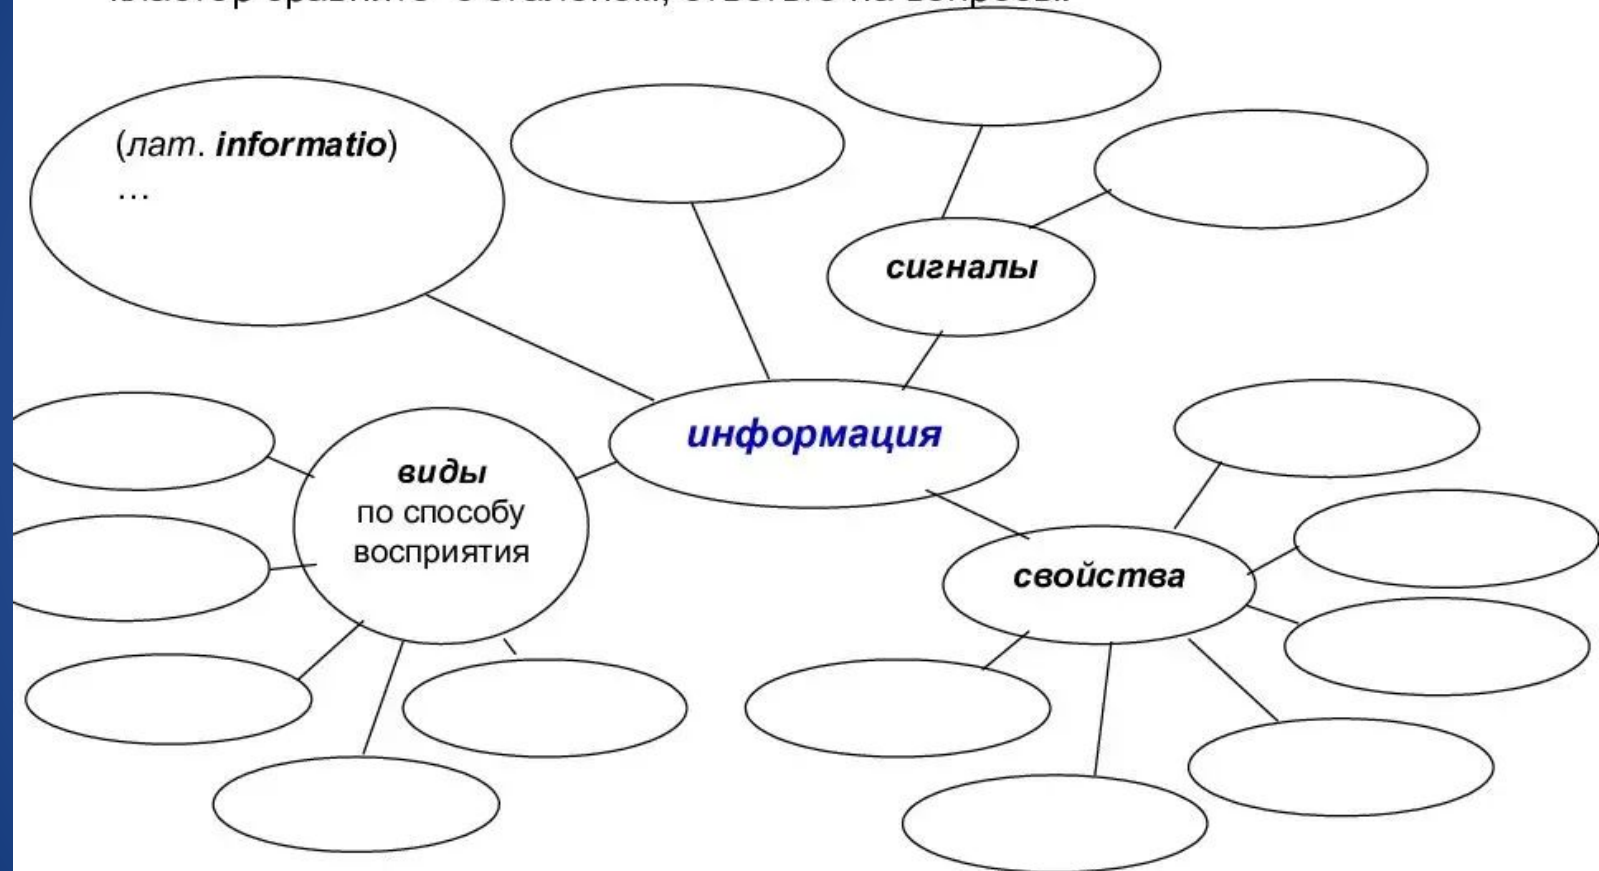 (лат. informatio)
…
сигналы
информация
виды
по способу
восприятия
свойства